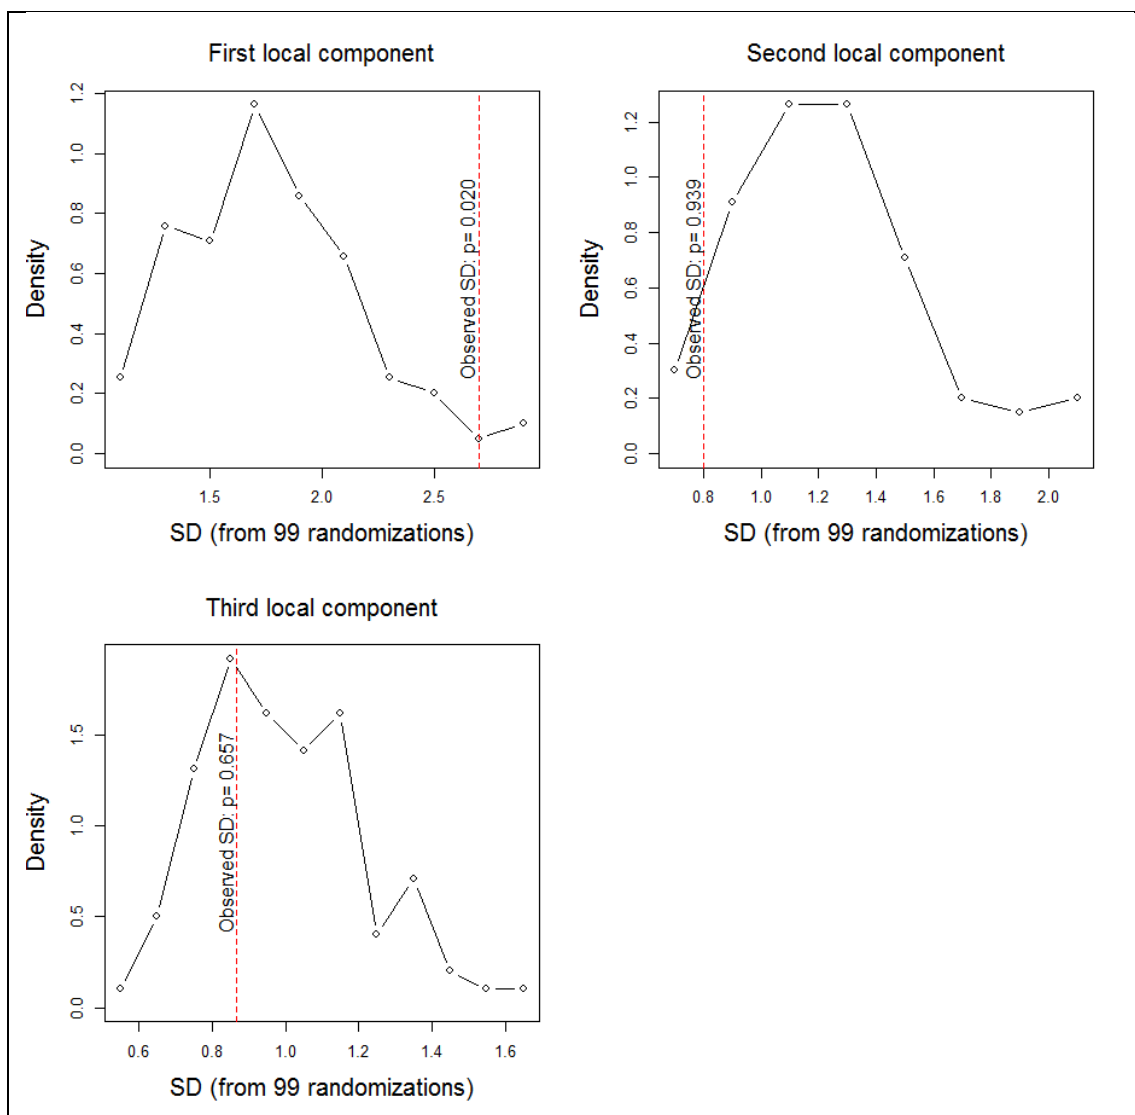 First local component
Density
0.0
0.2
0.4
0.6
0.8
1.0
1.2
Observed SD: p= 0.020
1.5
2.0
2.5
SD (from 99 randomizations)
Second local component
Density
0.0
0.2
0.4
0.6
0.8
1.0
1.2
Observed SD: p= 0.939
0.8
1.0
1.2
1.4
1.6
1.8
2.0
SD (from 99 randomizations)
Third local component
Density
0.0
0.5
1.0
1.5
Observed SD: p= 0.657
0.6
0.8
1.0
1.2
1.4
1.6
SD (from 99 randomizations)